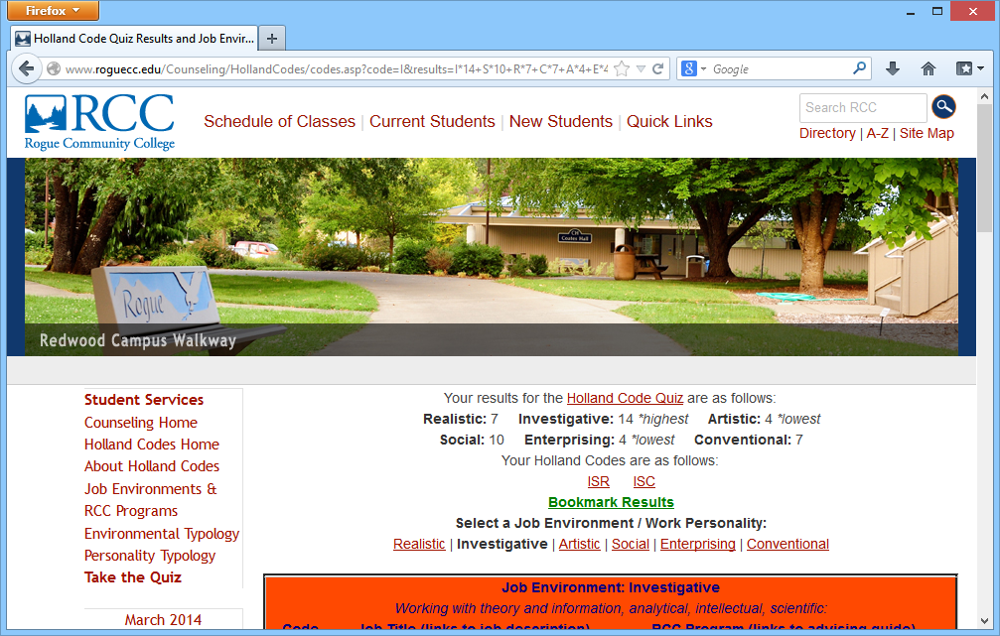 Firefox
Holland Code Quiz Results and Job Envir...
www.roguecc.edu/Counseling/HollandCodes/codes.asp?code=I&results=I*14+S*10+R*7+C*7+A*4+E*4
Google
RCC
Rogue Community College
Schedule of Classes | Current Students | New Students | Quick Links
Search RCC
Directory | A-Z | Site Map
Coates Hall
Rogue
Redwood Campus Walkway
Student Services
Counseling Home
Holland Codes Home
About Holland Codes
Job Environments &
RCC Programs
Environmental Typology
Personality Typology
Take the Quiz
March 2014
Your results for the Holland Code Quiz are as follows:
Realistic: 7 Investigative: 14 *highest Artistic: 4 *lowest
Social: 10 Enterprising: 4 *lowest Conventional: 7
Your Holland Codes are as follows:
ISR ISC
Bookmark Results
Select a Job Environment / Work Personality:
Realistic | Investigative | Artistic | Social | Enterprising | Conventional
Job Environment: Investigative
Working with theory and information, analytical, intellectual, scientific:
Code Job Title (links to job description) RCC Program (links to advising guide)